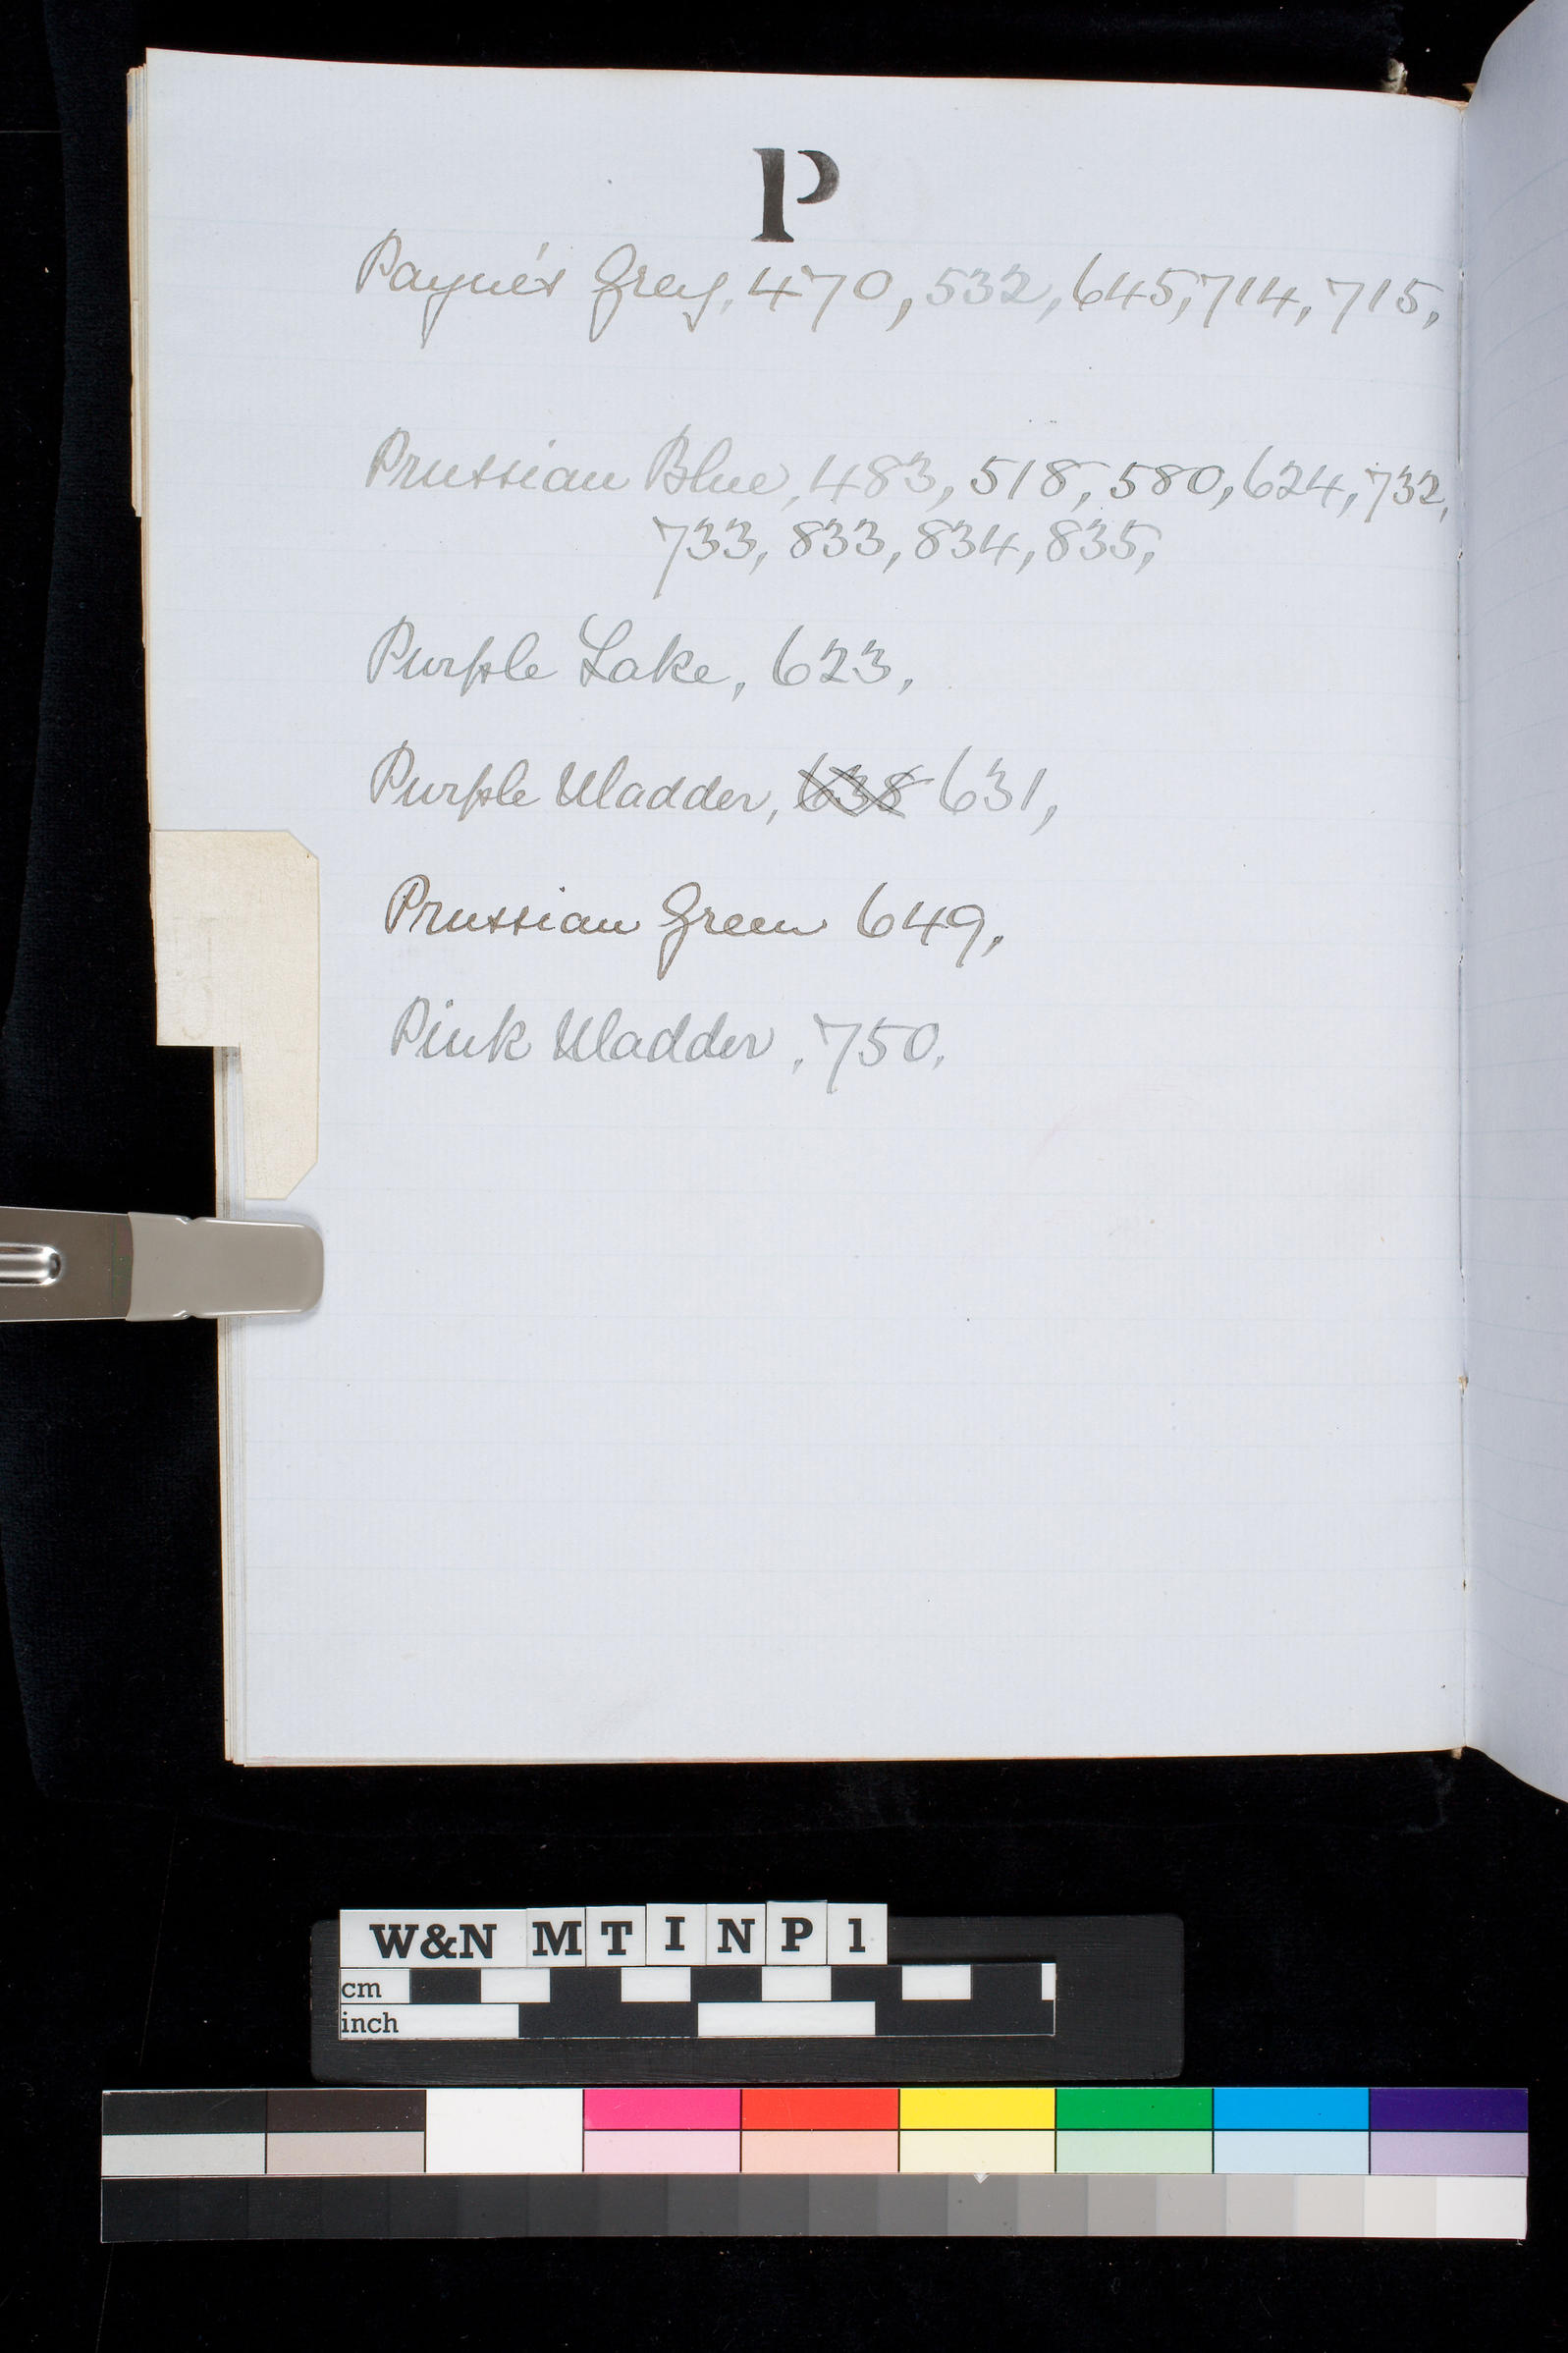 P
Payne's Grey, 470, 532, 645, 714, 715,
Prussian Blue, 483, 518, 580, 624, 732,
733, 833, 834, 835,
Purple Lake, 623,
Purple Madder, 638 631,
Prussian Green 649,
Pink Madder, 750,
W&N MTINP1
cm
inch